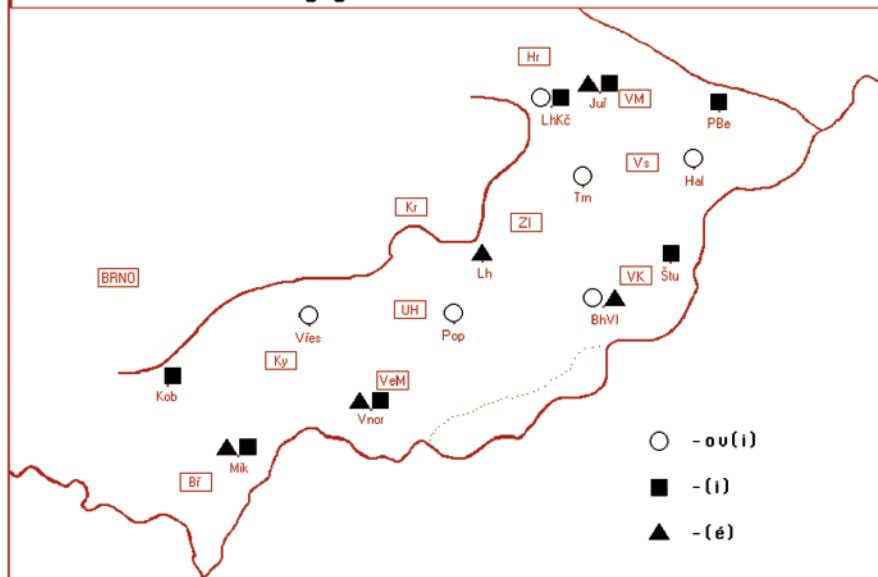 Hr
LhKč
Juř
VM
PBe
Vs
Hal
Trn
Kr
Zl
Lh
BRNO
VK
Štu
UH
BhVl
Vřes
Pop
Ky
VeM
Kob
Vnor
Mik
Bř
-ov(i)
-(i)
-(é)